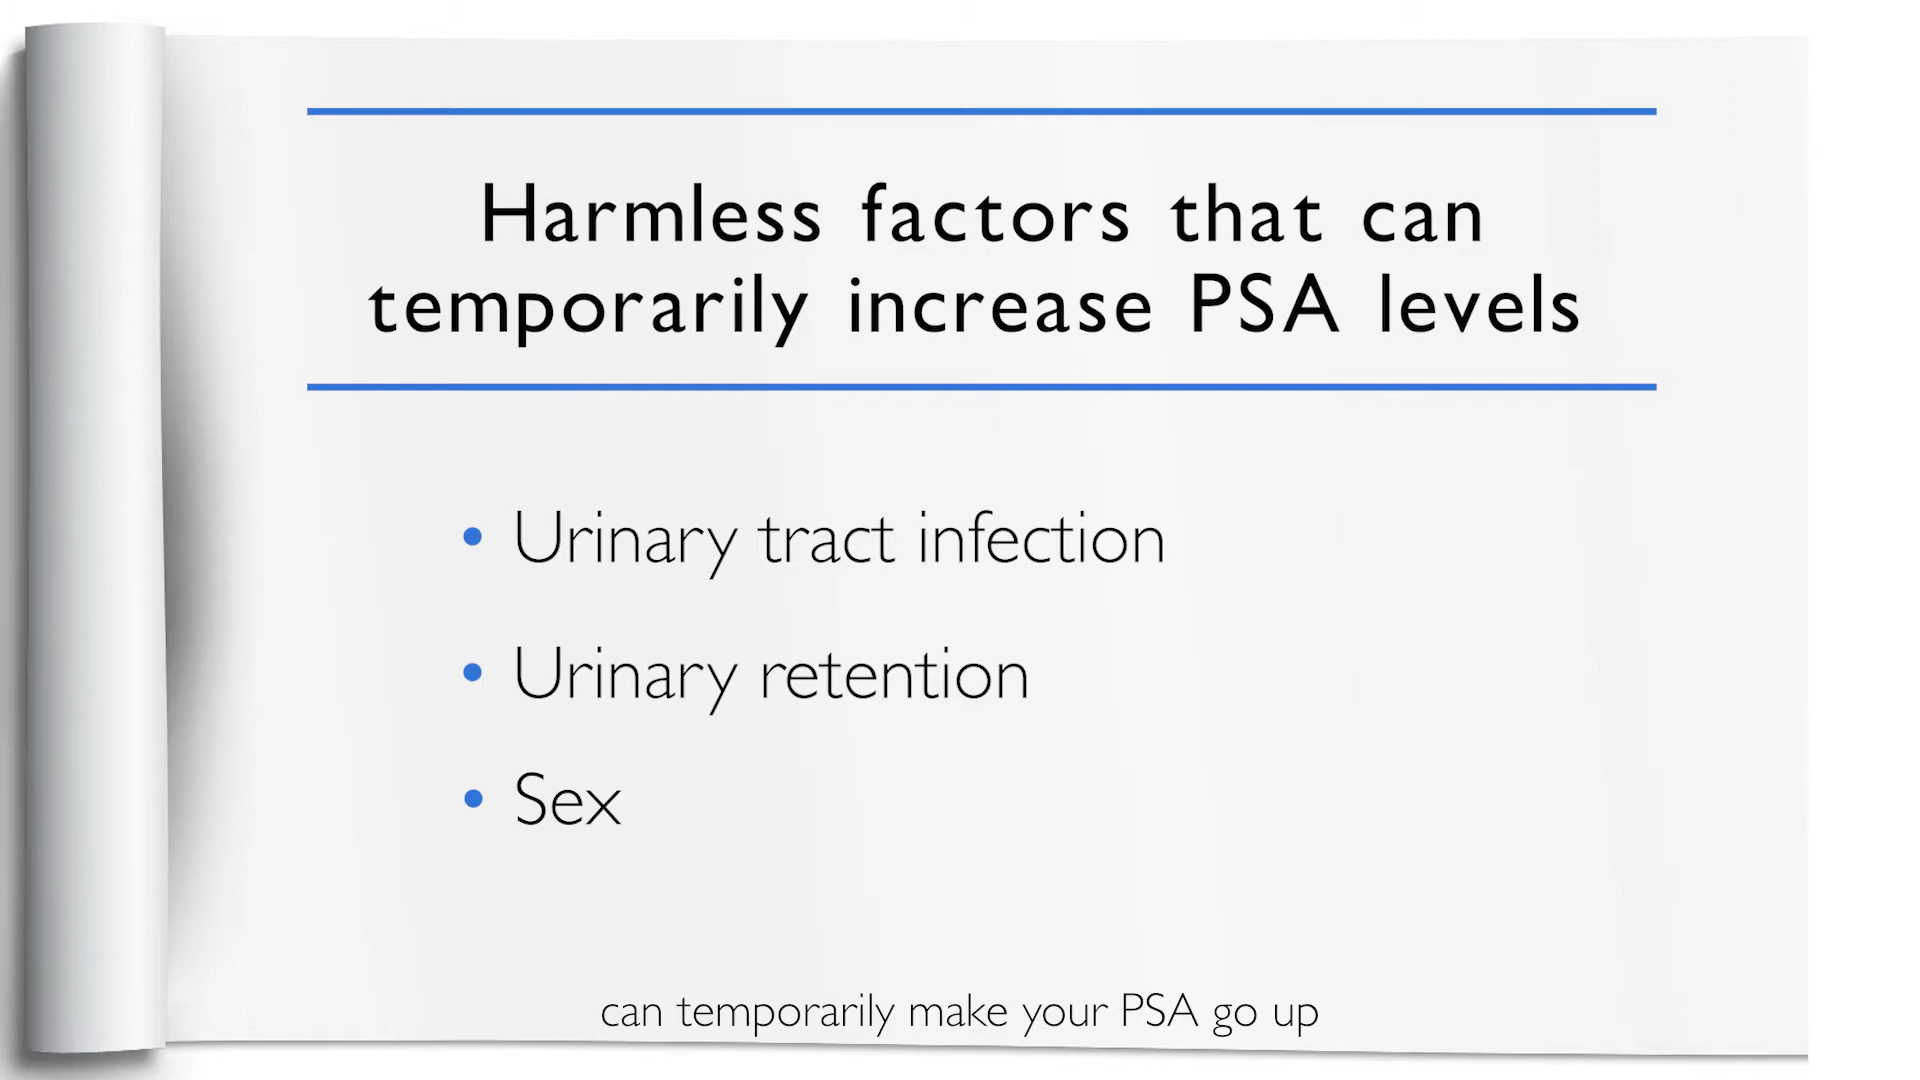 Harmless factors that can
temporarily increase PSA levels
• Urinary tract infection
• Urinary retention
• Sex
can temporarily make your PSA go up